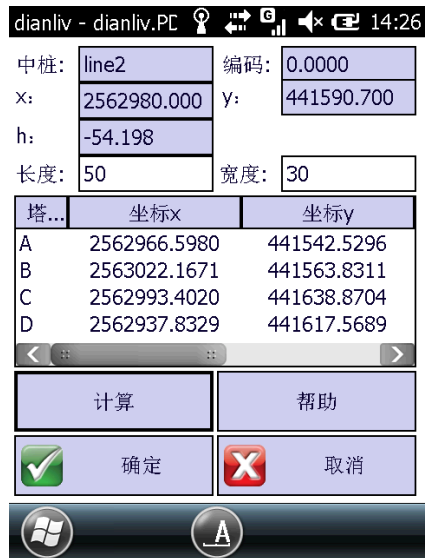 dianliv - dianliv.PD G 14:26
中桩: line2 编码: 0.0000
x: 2562980.000 y: 441590.700
h: -54.198
长度: 50 宽度: 30
塔... 坐标x 坐标y
A 2562966.5980 441542.5296
B 2563022.1671 441563.8311
C 2562993.4020 441638.8704
D 2562937.8329 441617.5689
计算 帮助
确定 取消
A